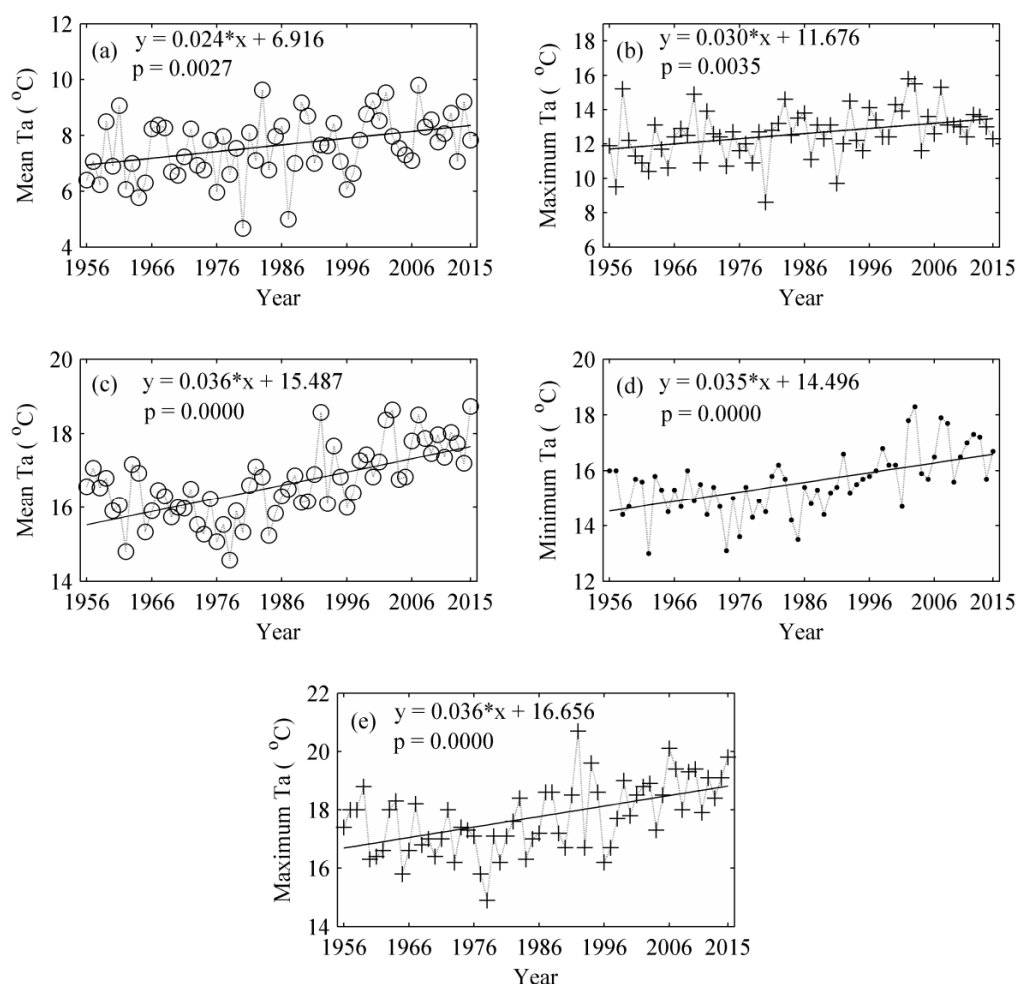 (a)
y = 0.024*x + 6.916
p = 0.0027
Mean Ta ( °C)
12
10
8
6
4
1956 1966 1976 1986 1996 2006 2015
Year
(b)
y = 0.030*x + 11.676
p = 0.0035
Maximum Ta ( °C)
18
16
14
12
10
8
6
1956 1966 1976 1986 1996 2006 2015
Year
(c)
y = 0.036*x + 15.487
p = 0.0000
Mean Ta ( °C)
20
18
16
14
1956 1966 1976 1986 1996 2006 2015
Year
(d)
y = 0.035*x + 14.496
p = 0.0000
Minimum Ta ( °C)
20
18
16
14
12
1956 1966 1976 1986 1996 2006 2015
Year
(e)
y = 0.036*x + 16.656
p = 0.0000
Maximum Ta ( °C)
22
20
18
16
14
1956 1966 1976 1986 1996 2006 2015
Year